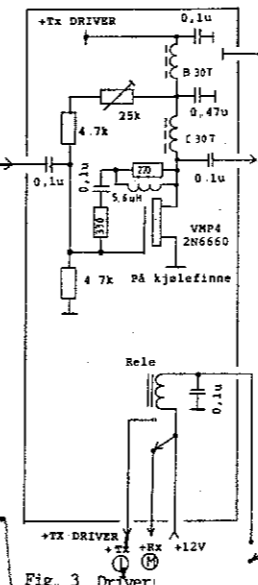 +Tx DRIVER
0,1u
B 30T
25k
0,47u
4.7k
C 30T
0,1u
0.1u
0,1u
270
5,6uH
330
VMP4
2N6660
4 7k
På kjølefinne
Rele
0,1u
+TX DRIVER
+Tx +Rx +12V
L M
Fig. 3 Driver